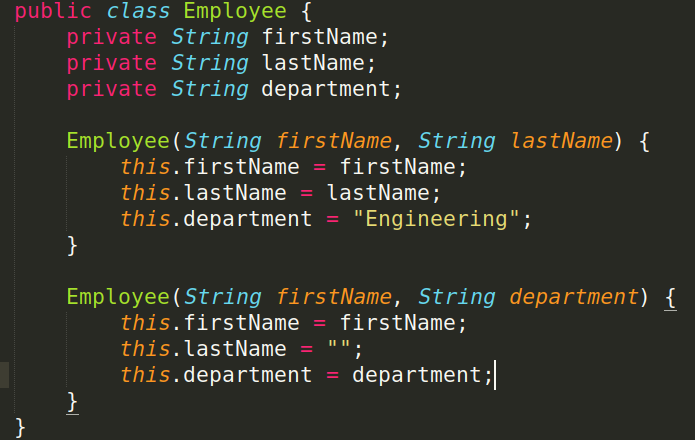 public class Employee {
    private String firstName;
    private String lastName;
    private String department;

    Employee(String firstName, String lastName) {
        this.firstName = firstName;
        this.lastName = lastName;
        this.department = "Engineering";
    }

    Employee(String firstName, String department) {
        this.firstName = firstName;
        this.lastName = "";
        this.department = department;
    }
}